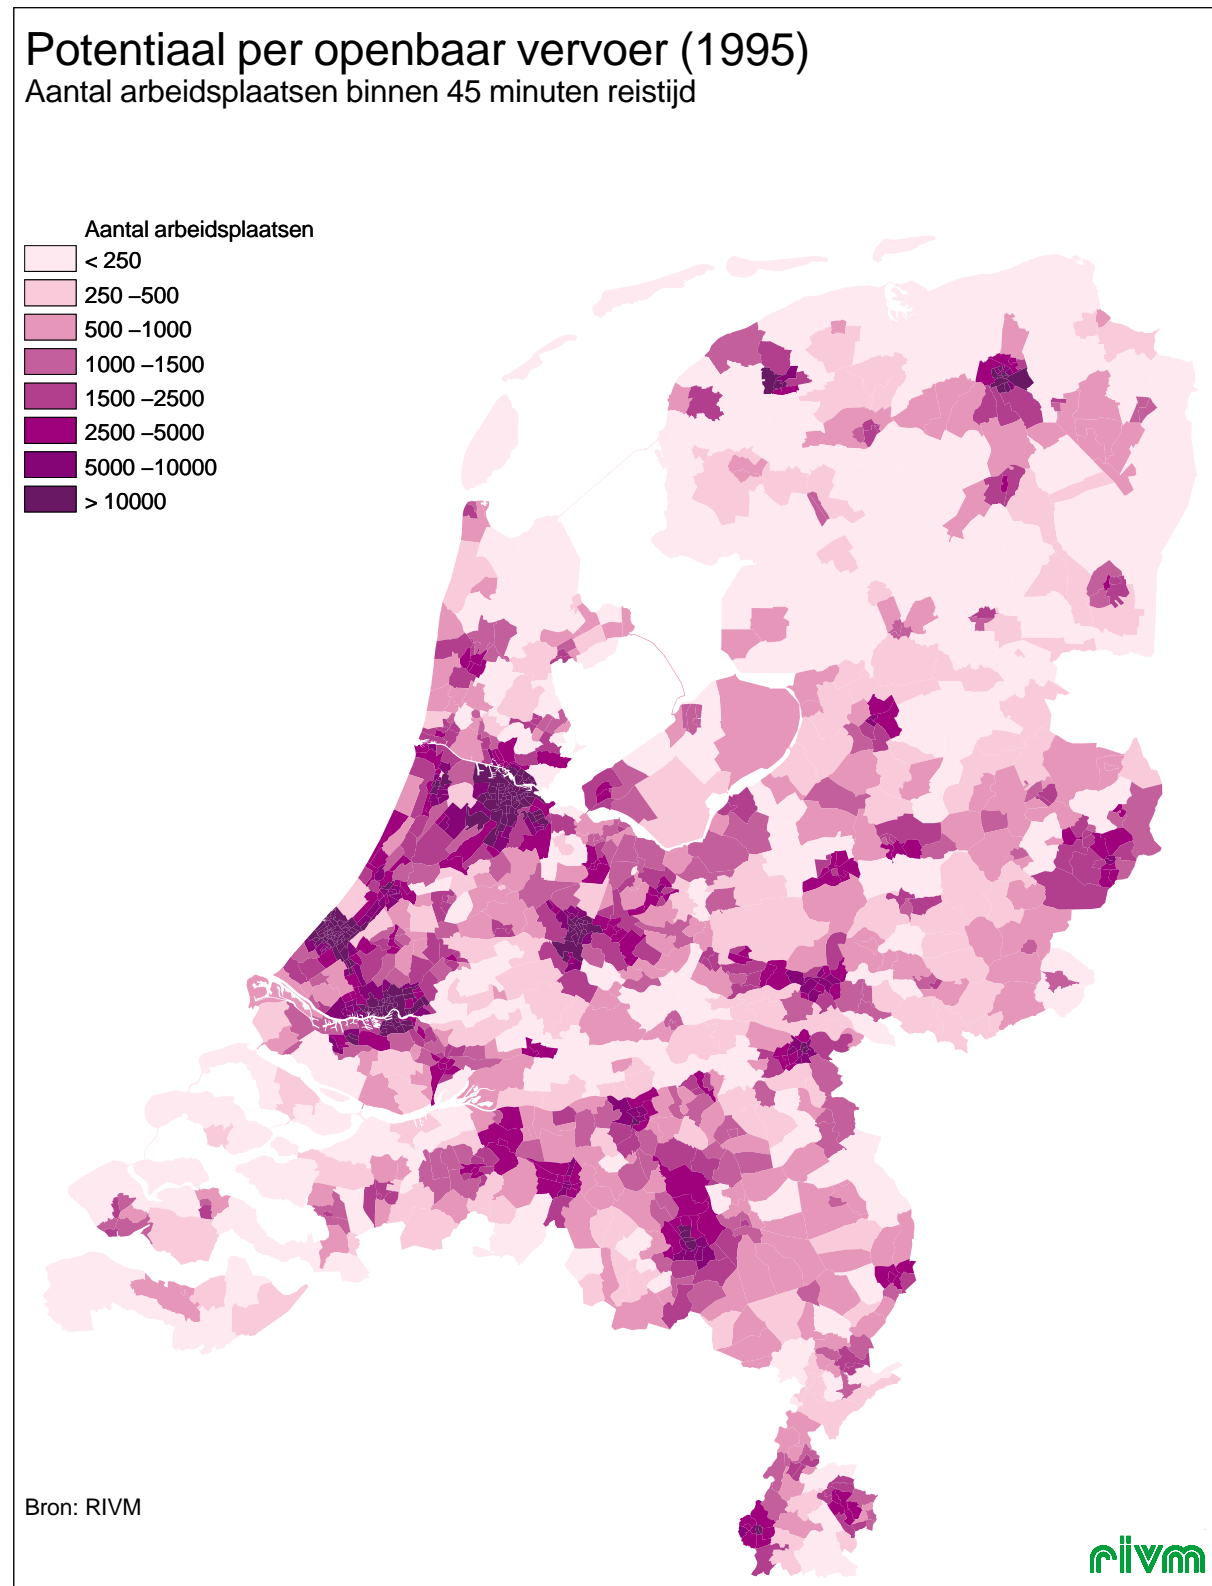 Potentiaal per openbaar vervoer (1995)
Aantal arbeidsplaatsen binnen 45 minuten reistijd
Aantal arbeidsplaatsen
< 250
250 –500
500 –1000
1000 –1500
1500 –2500
2500 –5000
5000 –10000
> 10000
Bron: RIVM
rivm